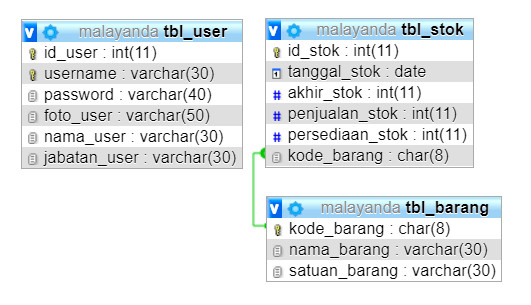 malayanda tbl_user
id_user : int(11)
username : varchar(30)
password : varchar(40)
foto_user : varchar(50)
nama_user : varchar(30)
jabatan_user : varchar(30)
malayanda tbl_stok
id_stok : int(11)
tanggal_stok : date
akhir_stok : int(11)
penjualan_stok : int(11)
persediaan_stok : int(11)
kode_barang : char(8)
malayanda tbl_barang
kode_barang : char(8)
nama_barang : varchar(30)
satuan_barang : varchar(30)